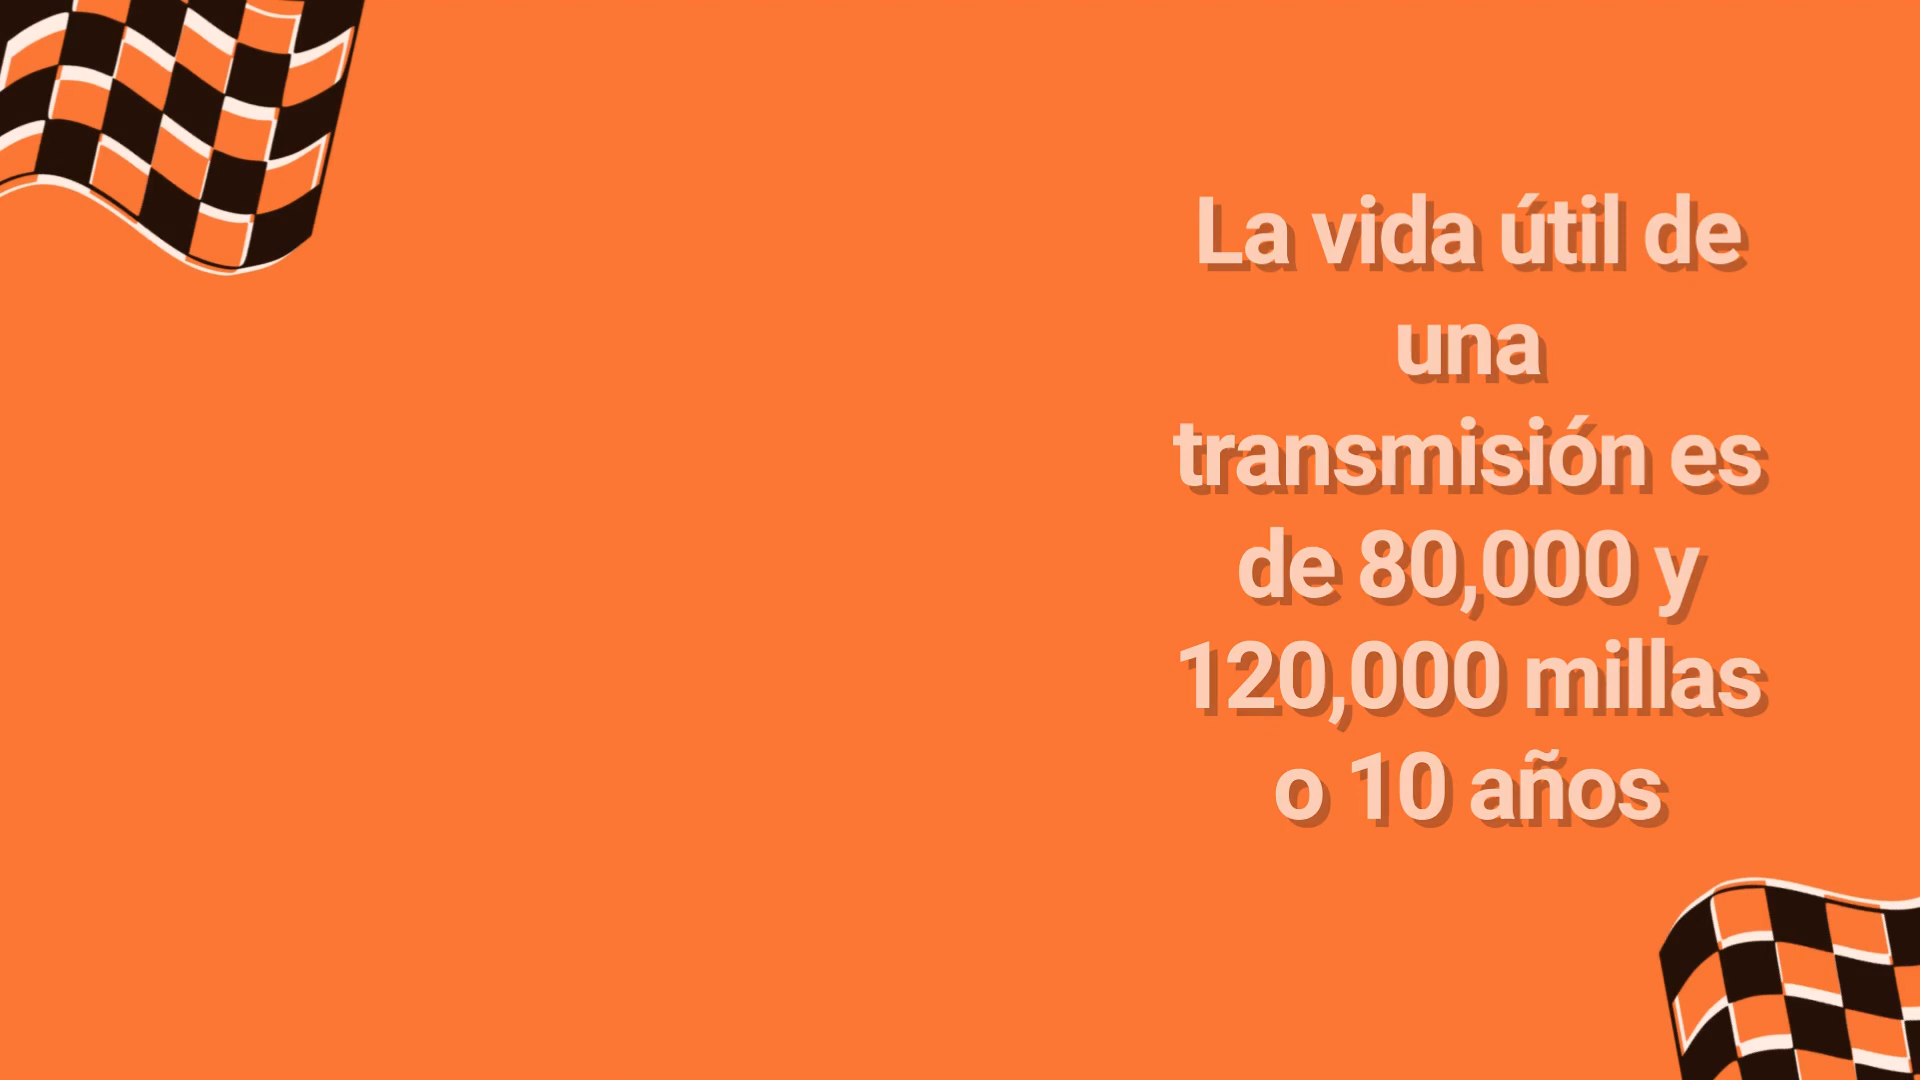 La vida útil de
una
transmisión es
de 80,000 y
120,000 millas
o 10 años